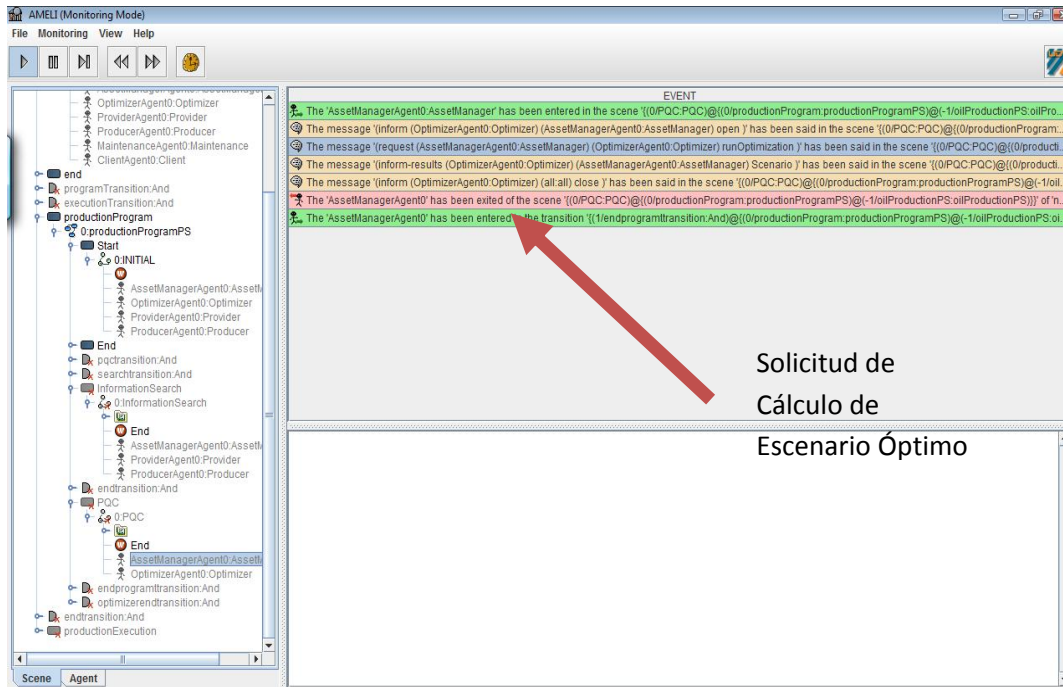 AMELI (Monitoring Mode)
File Monitoring View Help
OptimizerAgent0:Optimizer
ProviderAgent0:Provider
ProducerAgent0:Producer
MaintenanceAgent0:Maintenance
ClientAgent0:Client
end
programTransition:And
executionTransition:And
productionProgram
0:productionProgramPS
Start
0:INITIAL
W
AssetManagerAgent0:AssetM
OptimizerAgent0:Optimizer
ProviderAgent0:Provider
ProducerAgent0:Producer
End
pqctransition:And
searchtransition:And
InformationSearch
0:InformationSearch
W End
AssetManagerAgent0:AssetM
ProviderAgent0:Provider
ProducerAgent0:Producer
endtransition:And
PQC
0:PQC
W End
AssetManagerAgent0:AssetM
OptimizerAgent0:Optimizer
endprogramttransition:And
optimizerendtransition:And
endtransition:And
productionExecution
Scene Agent
EVENT
The 'AssetManagerAgent0:AssetManager' has been entered in the scene '{(0/PQC:PQC)@{(0/productionProgram:productionProgramPS)@(-1/oilProductionPS:oilPro...
The message '(inform (OptimizerAgent0:Optimizer) (AssetManagerAgent0:AssetManager) open )' has been said in the scene '{(0/PQC:PQC)@{(0/productionProgram:...
The message '(request (AssetManagerAgent0:AssetManager) (OptimizerAgent0:Optimizer) runOptimization )' has been said in the scene '{(0/PQC:PQC)@{(0/producti...
The message '(inform-results (OptimizerAgent0:Optimizer) (AssetManagerAgent0:AssetManager) Scenario )' has been said in the scene '{(0/PQC:PQC)@{(0/producti...
The message '(inform (OptimizerAgent0:Optimizer) (all:all) close )' has been said in the scene '{(0/PQC:PQC)@{(0/productionProgram:productionProgramPS)@(-1/oil...
The 'AssetManagerAgent0' has been exited of the scene '{(0/PQC:PQC)@{(0/productionProgram:productionProgramPS)@(-1/oilProductionPS:oilProductionPS)}}' of 'n...
The 'AssetManagerAgent0' has been entered the transition '{(1/endprogramttransition:And)@{(0/productionProgram:productionProgramPS)@(-1/oilProductionPS:oi...
Solicitud de
Cálculo de
Escenario Óptimo